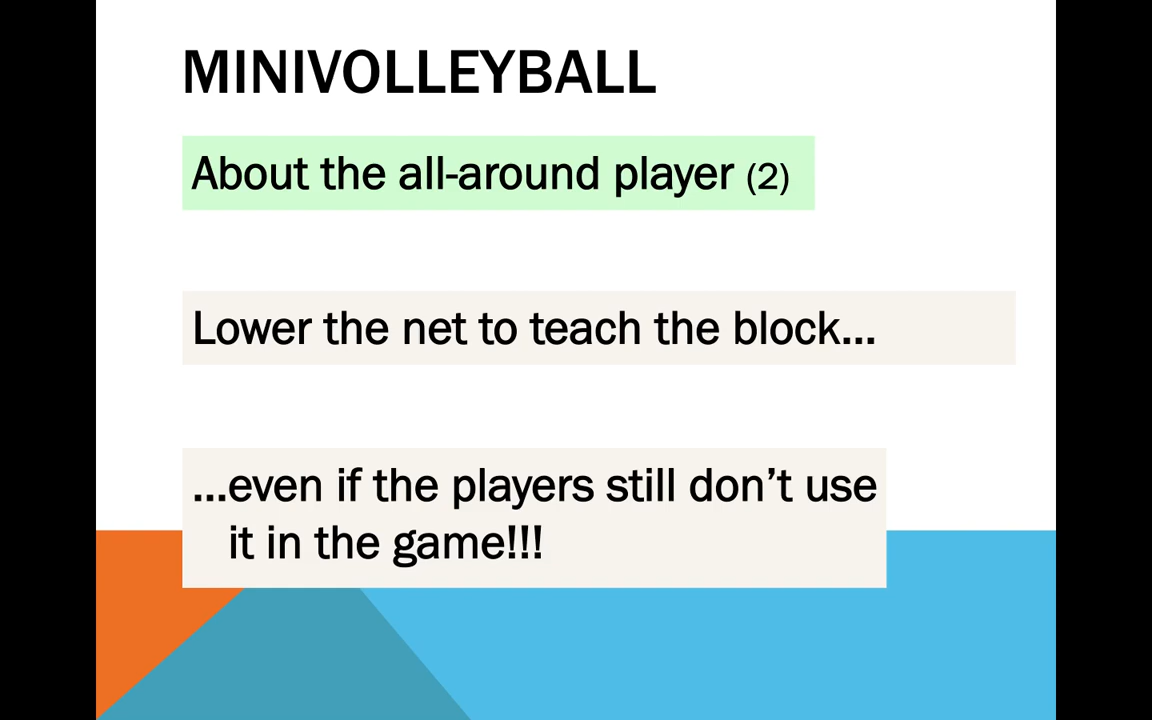 MINIVOLLEYBALL
About the all-around player (2)
Lower the net to teach the block...
...even if the players still don’t use
it in the game!!!